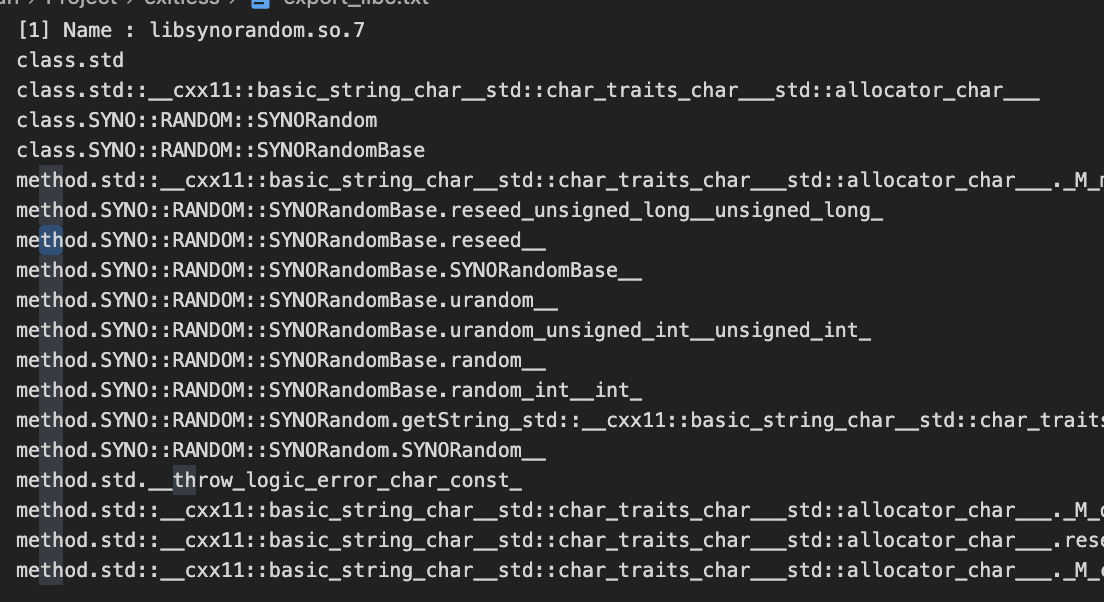 Project > exitless > export_libc.txt
[1] Name : libsynorandom.so.7
class.std
class.std::__cxx11::basic_string_char__std::char_traits_char___std::allocator_char___
class.SYNO::RANDOM::SYNORandom
class.SYNO::RANDOM::SYNORandomBase
method.std::__cxx11::basic_string_char__std::char_traits_char___std::allocator_char___._M_
method.SYNO::RANDOM::SYNORandomBase.reseed_unsigned_long__unsigned_long_
method.SYNO::RANDOM::SYNORandomBase.reseed__
method.SYNO::RANDOM::SYNORandomBase.SYNORandomBase__
method.SYNO::RANDOM::SYNORandomBase.urandom__
method.SYNO::RANDOM::SYNORandomBase.urandom_unsigned_int__unsigned_int_
method.SYNO::RANDOM::SYNORandomBase.random__
method.SYNO::RANDOM::SYNORandomBase.random_int__int_
method.SYNO::RANDOM::SYNORandom.getString_std::__cxx11::basic_string_char__std::char_traits
method.SYNO::RANDOM::SYNORandom.SYNORandom__
method.std.__throw_logic_error_char_const_
method.std::__cxx11::basic_string_char__std::char_traits_char___std::allocator_char___._M_
method.std::__cxx11::basic_string_char__std::char_traits_char___std::allocator_char___.rese
method.std::__cxx11::basic_string_char__std::char_traits_char___std::allocator_char___._M_